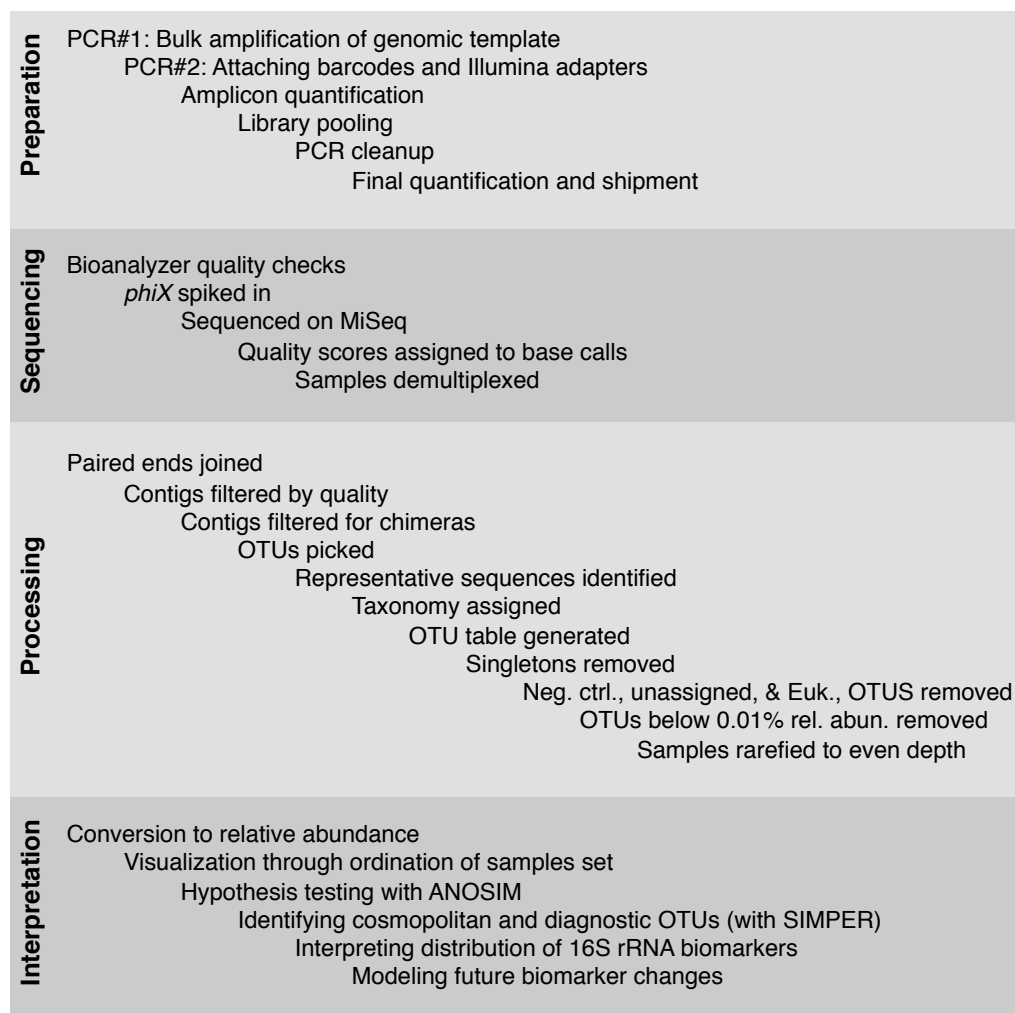 Preparation
PCR#1: Bulk amplification of genomic template
PCR#2: Attaching barcodes and Illumina adapters
Amplicon quantification
Library pooling
PCR cleanup
Final quantification and shipment
Sequencing
Bioanalyzer quality checks
phiX spiked in
Sequenced on MiSeq
Quality scores assigned to base calls
Samples demultiplexed
Processing
Paired ends joined
Contigs filtered by quality
Contigs filtered for chimeras
OTUs picked
Representative sequences identified
Taxonomy assigned
OTU table generated
Singletons removed
Neg. ctrl., unassigned, & Euk., OTUS removed
OTUs below 0.01% rel. abun. removed
Samples rarefied to even depth
Interpretation
Conversion to relative abundance
Visualization through ordination of samples set
Hypothesis testing with ANOSIM
Identifying cosmopolitan and diagnostic OTUs (with SIMPER)
Interpreting distribution of 16S rRNA biomarkers
Modeling future biomarker changes